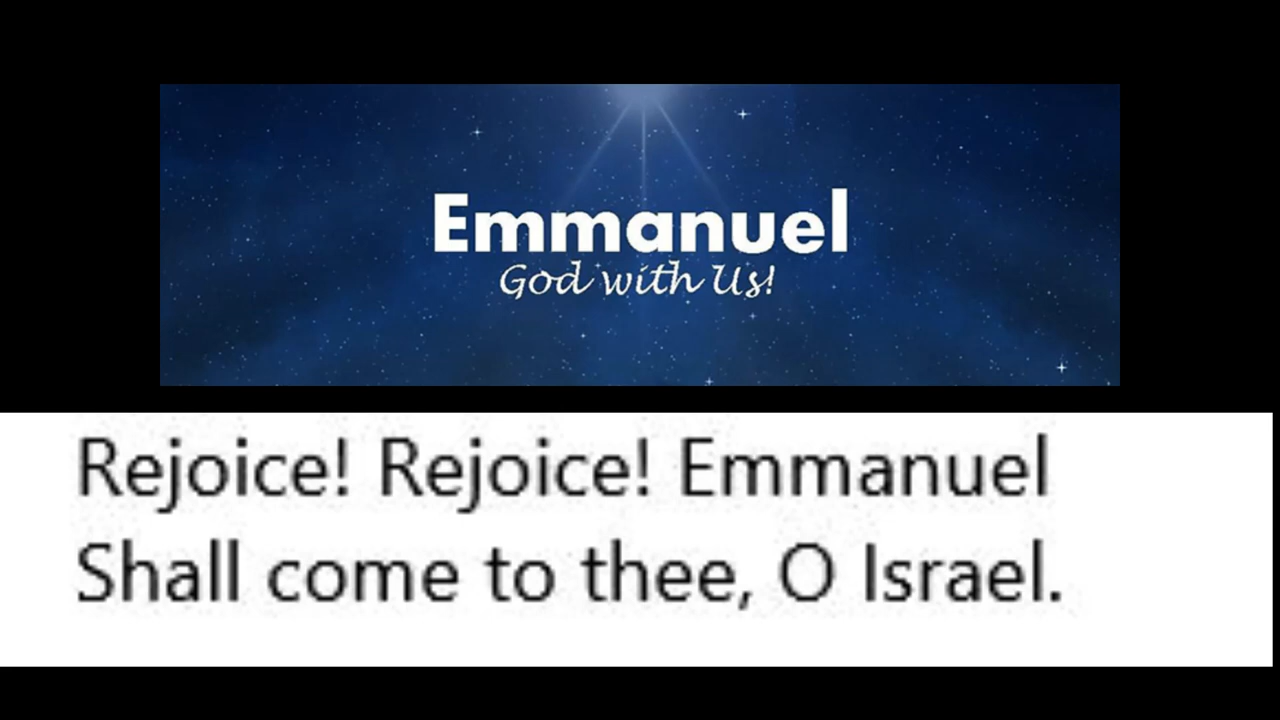 Emmanuel
God with Us!
Rejoice! Rejoice! Emmanuel
Shall come to thee, O Israel.